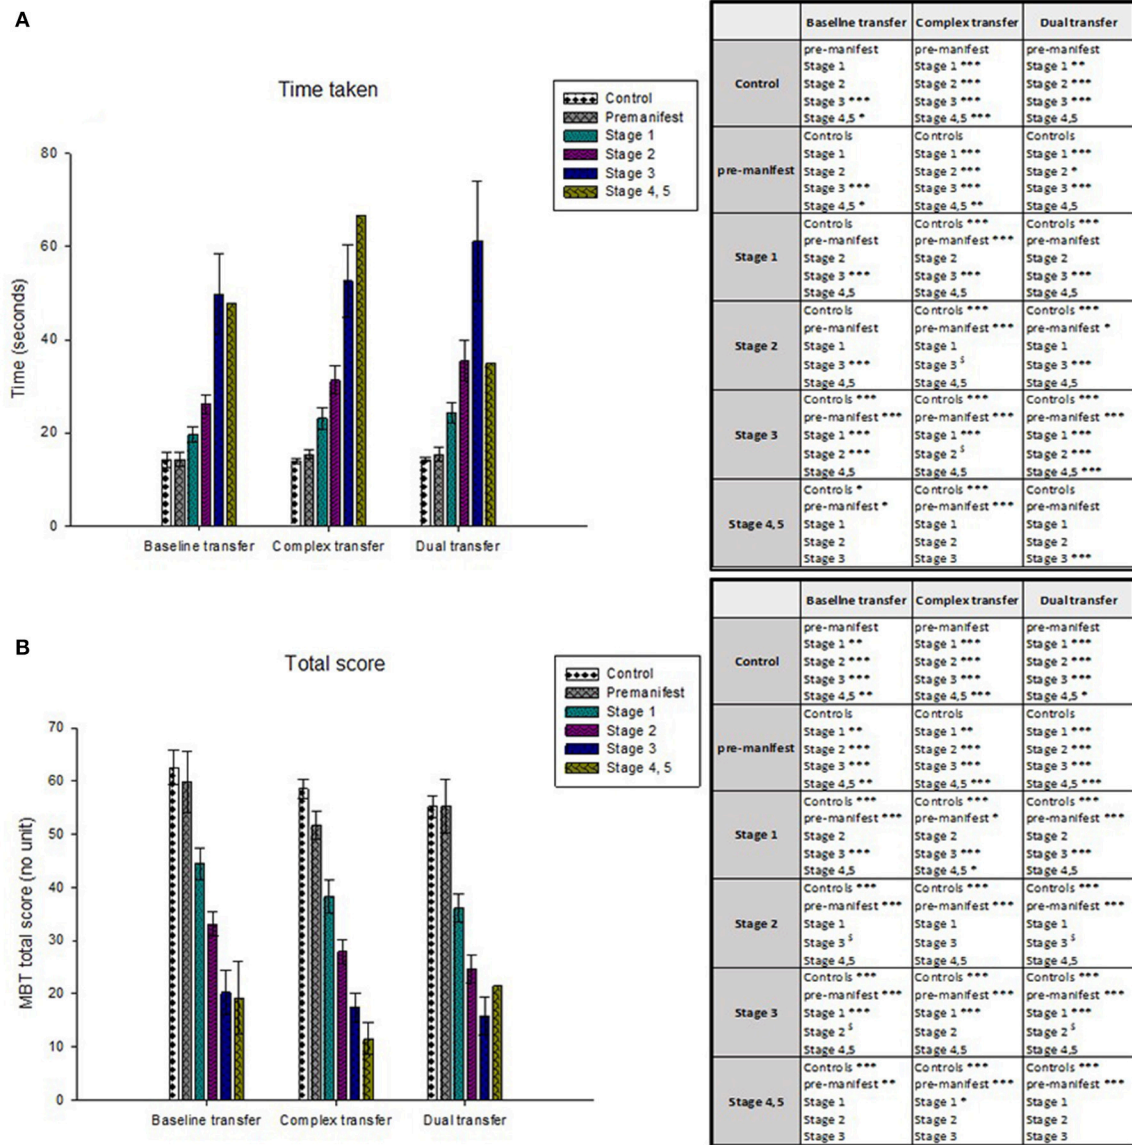 A
Time taken
Control
Premanifest
Stage 1
Stage 2
Stage 3
Stage 4, 5
Time (seconds)
80
60
40
20
0
Baseline transfer Complex transfer Dual transfer
Baseline transfer Complex transfer Dual transfer
Control
pre-manifest pre-manifest pre-manifest
Stage 1 Stage 1 *** Stage 1 **
Stage 2 Stage 2 *** Stage 2 ***
Stage 3 *** Stage 3 *** Stage 3 ***
Stage 4,5 * Stage 4,5 *** Stage 4,5
pre-manifest
Controls Controls Controls
Stage 1 Stage 1 *** Stage 1 ***
Stage 2 Stage 2 *** Stage 2 *
Stage 3 *** Stage 3 *** Stage 3 ***
Stage 4,5 * Stage 4,5 ** Stage 4,5
Stage 1
Controls Controls *** Controls ***
pre-manifest pre-manifest *** pre-manifest
Stage 2 Stage 2 Stage 2
Stage 3 *** Stage 3 *** Stage 3 ***
Stage 4,5 Stage 4,5 Stage 4,5
Stage 2
Controls Controls *** Controls ***
pre-manifest pre-manifest *** pre-manifest *
Stage 1 Stage 1 Stage 1
Stage 3 *** Stage 3 $ Stage 3 ***
Stage 4,5 Stage 4,5 Stage 4,5
Stage 3
Controls *** Controls *** Controls ***
pre-manifest *** pre-manifest *** pre-manifest ***
Stage 1 *** Stage 1 *** Stage 1 ***
Stage 2 *** Stage 2 $ Stage 2 ***
Stage 4,5 Stage 4,5 Stage 4,5 ***
Stage 4,5
Controls * Controls *** Controls
pre-manifest * pre-manifest *** pre-manifest
Stage 1 Stage 1 Stage 1
Stage 2 Stage 2 Stage 2
Stage 3 Stage 3 Stage 3 ***
B
Total score
Control
Premanifest
Stage 1
Stage 2
Stage 3
Stage 4, 5
MBT total score (no unit)
70
60
50
40
30
20
10
0
Baseline transfer Complex transfer Dual transfer
Baseline transfer Complex transfer Dual transfer
Control
pre-manifest pre-manifest pre-manifest
Stage 1 ** Stage 1 *** Stage 1 ***
Stage 2 *** Stage 2 *** Stage 2 ***
Stage 3 *** Stage 3 *** Stage 3 ***
Stage 4,5 ** Stage 4,5 *** Stage 4,5 *
pre-manifest
Controls Controls Controls
Stage 1 ** Stage 1 ** Stage 1 ***
Stage 2 *** Stage 2 *** Stage 2 ***
Stage 3 *** Stage 3 *** Stage 3 ***
Stage 4,5 ** Stage 4,5 *** Stage 4,5 ***
Stage 1
Controls *** Controls *** Controls ***
pre-manifest *** pre-manifest * pre-manifest ***
Stage 2 Stage 2 Stage 2
Stage 3 *** Stage 3 *** Stage 3 ***
Stage 4,5 Stage 4,5 * Stage 4,5
Stage 2
Controls *** Controls *** Controls ***
pre-manifest *** pre-manifest *** pre-manifest ***
Stage 1 Stage 1 Stage 1
Stage 3 $ Stage 3 Stage 3 $
Stage 4,5 Stage 4,5 Stage 4,5
Stage 3
Controls *** Controls *** Controls ***
pre-manifest *** pre-manifest *** pre-manifest ***
Stage 1 *** Stage 1 *** Stage 1 ***
Stage 2 $ Stage 2 Stage 2 $
Stage 4,5 Stage 4,5 Stage 4,5
Stage 4,5
Controls *** Controls *** Controls ***
pre-manifest ** pre-manifest *** pre-manifest ***
Stage 1 Stage 1 * Stage 1
Stage 2 Stage 2 Stage 2
Stage 3 Stage 3 Stage 3